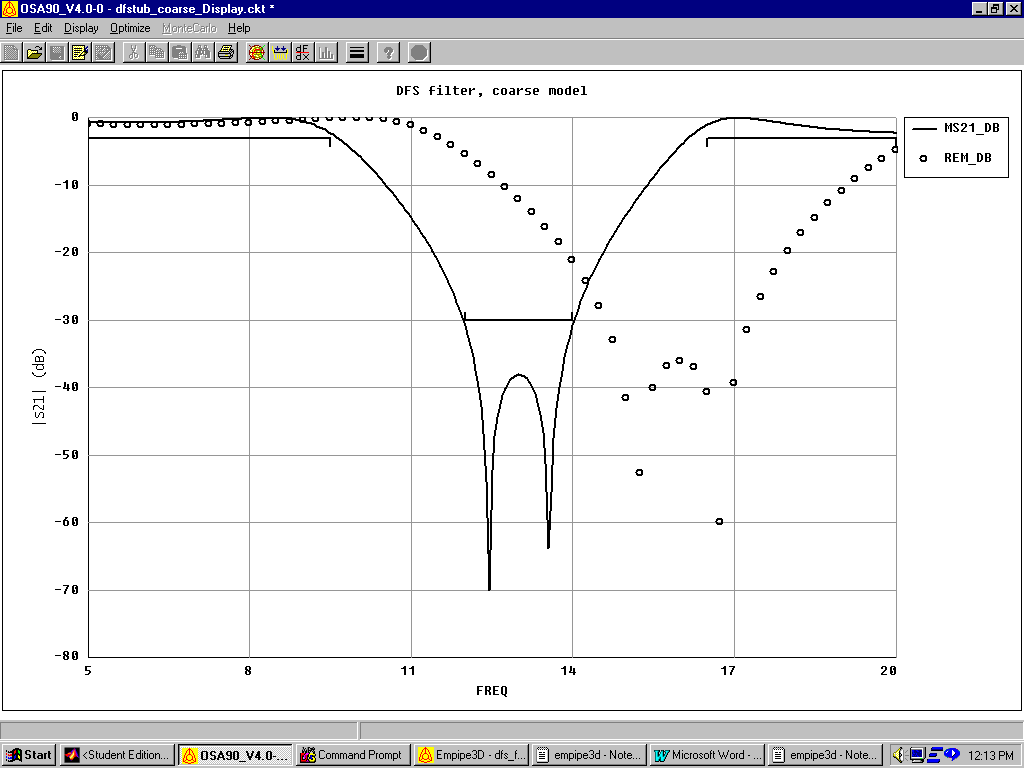 OSA90_V4.0-0 - dfstub_coarse_Display.ckt *
File Edit Display Optimize MonteCarlo Help
dF
dx
?
DFS filter, coarse model
MS21_DB
REM_DB
0
-10
-20
-30
-40
-50
-60
-70
-80
|s21| (dB)
5 8 11 14 17 20
FREQ
Start <Student Edition... OSA90_V4.0-... Command Prompt Empipe3D - dfs_f... empipe3d - Note... Microsoft Word - ... empipe3d - Note... 12:13 PM